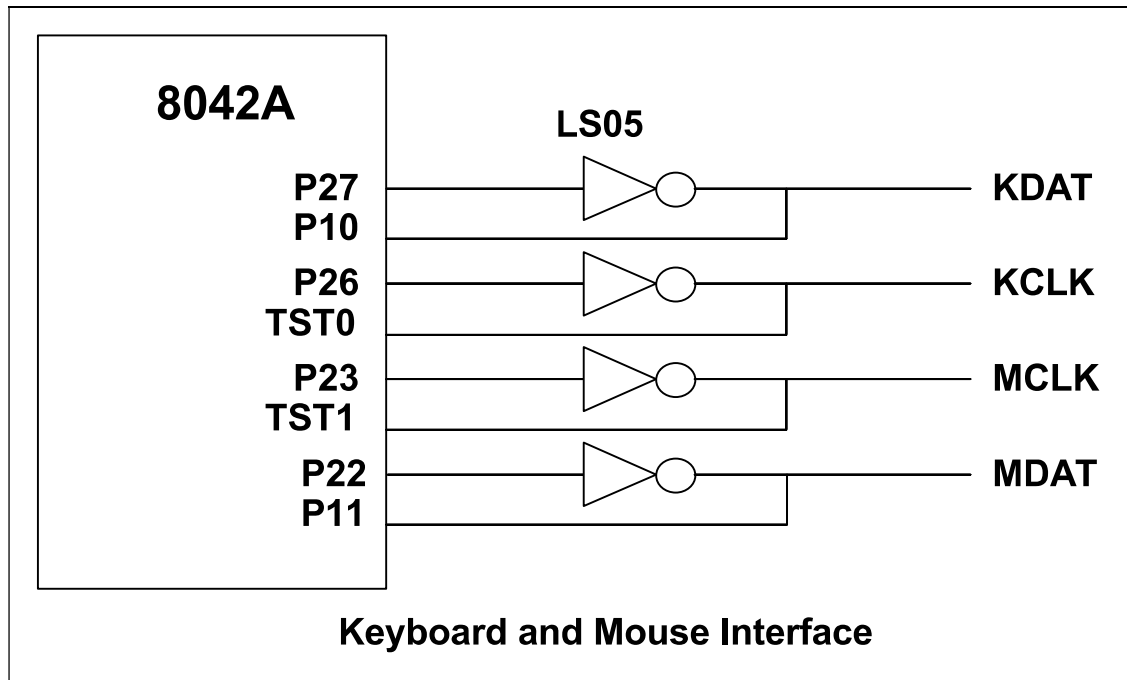 8042A
LS05
P27
KDAT
P10
P26
KCLK
TST0
P23
MCLK
TST1
P22
MDAT
P11
Keyboard and Mouse Interface